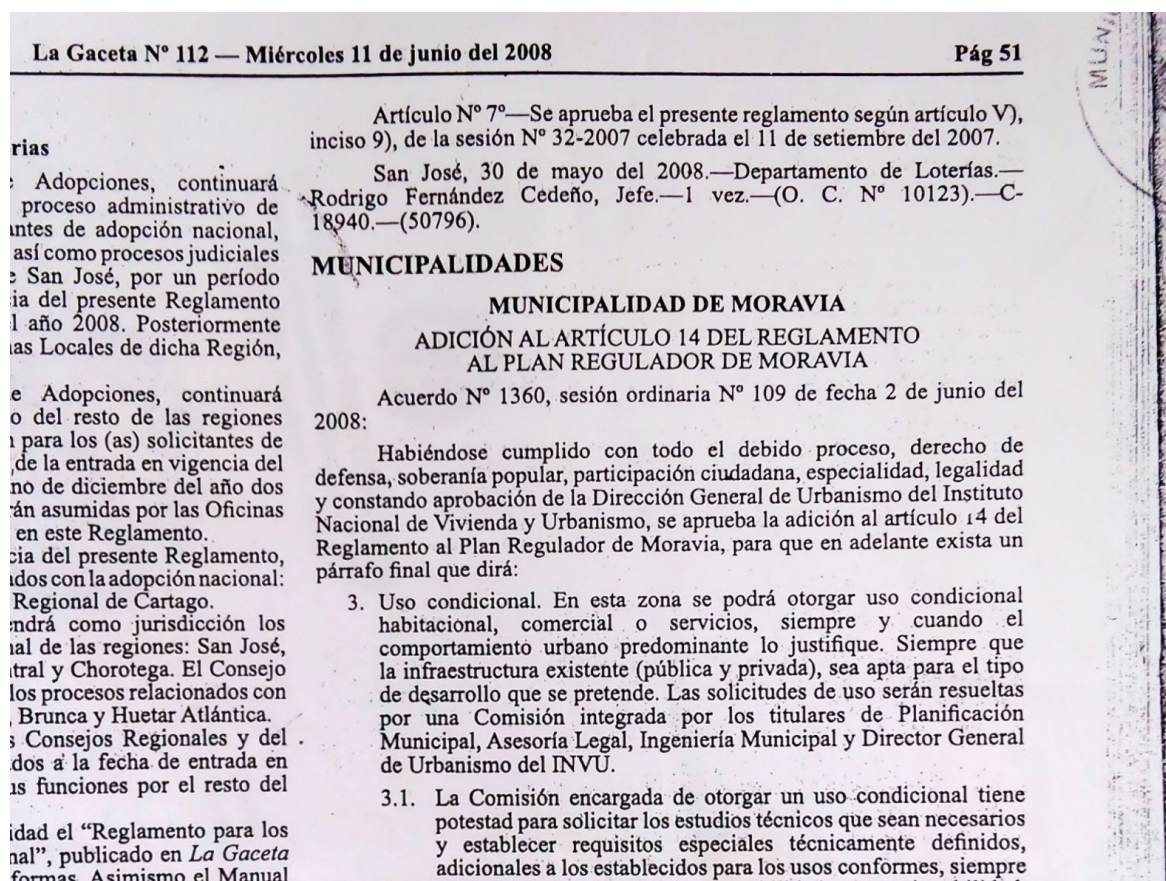 La Gaceta Nº 112 — Miércoles 11 de junio del 2008
Pág 51
rias
Adopciones, continuará
proceso administrativo de
antes de adopción nacional,
así como procesos judiciales
San José, por un período
cia del presente Reglamento
l año 2008. Posteriormente
nas Locales de dicha Región,
e Adopciones, continuará
o del resto de las regiones
para los (as) solicitantes de
de la entrada en vigencia del
no de diciembre del año dos
rán asumidas por las Oficinas
en este Reglamento.
cia del presente Reglamento,
ados con la adopción nacional:
Regional de Cartago.
endrá como jurisdicción los
nal de las regiones: San José,
tral y Chorotega. El Consejo
los procesos relacionados con
, Brunca y Huetar Atlántica.
s Consejos Regionales y del
dos a la fecha de entrada en
us funciones por el resto del
idad el “Reglamento para los
nal”, publicado en La Gaceta
formas. Asimismo el Manual
Artículo Nº 7º—Se aprueba el presente reglamento según artículo V),
inciso 9), de la sesión Nº 32-2007 celebrada el 11 de setiembre del 2007.
San José, 30 de mayo del 2008.—Departamento de Loterías.—
Rodrigo Fernández Cedeño, Jefe.—1 vez.—(O. C. Nº 10123).—C-
18940.—(50796).
MUNICIPALIDADES
MUNICIPALIDAD DE MORAVIA
ADICIÓN AL ARTÍCULO 14 DEL REGLAMENTO
AL PLAN REGULADOR DE MORAVIA
Acuerdo Nº 1360, sesión ordinaria Nº 109 de fecha 2 de junio del
2008:
Habiéndose cumplido con todo el debido proceso, derecho de
defensa, soberanía popular, participación ciudadana, especialidad, legalidad
y constando aprobación de la Dirección General de Urbanismo del Instituto
Nacional de Vivienda y Urbanismo, se aprueba la adición al artículo 14 del
Reglamento al Plan Regulador de Moravia, para que en adelante exista un
párrafo final que dirá:
3. Uso condicional. En esta zona se podrá otorgar uso condicional
habitacional, comercial o servicios, siempre y cuando el
comportamiento urbano predominante lo justifique. Siempre que
la infraestructura existente (pública y privada), sea apta para el tipo
de desarrollo que se pretende. Las solicitudes de uso serán resueltas
por una Comisión integrada por los titulares de Planificación
Municipal, Asesoría Legal, Ingeniería Municipal y Director General
de Urbanismo del INVU.
3.1. La Comisión encargada de otorgar un uso condicional tiene
potestad para solicitar los estudios técnicos que sean necesarios
y establecer requisitos especiales técnicamente definidos,
adicionales a los establecidos para los usos conformes, siempre
MUNI